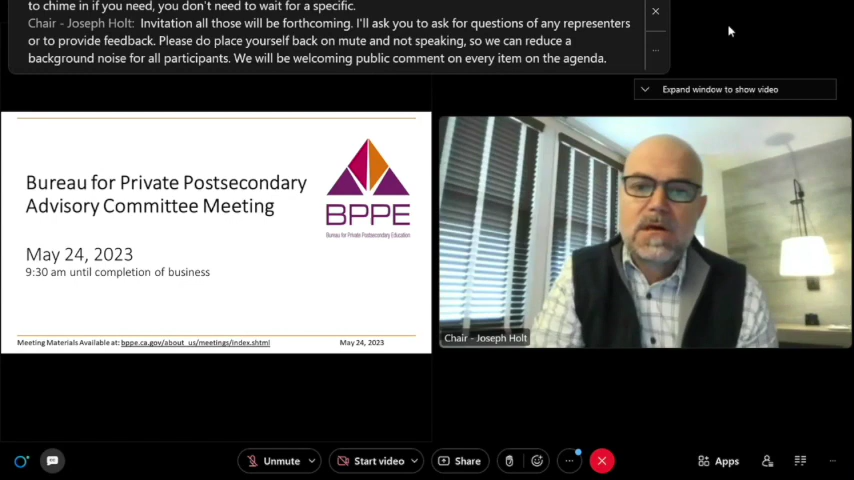 to chime in if you need, you don't need to wait for a specific.
Chair - Joseph Holt: Invitation all those will be forthcoming. I'll ask you to ask for questions of any representers
or to provide feedback. Please do place yourself back on mute and not speaking, so we can reduce a
background noise for all participants. We will be welcoming public comment on every item on the agenda.
Expand window to show video
Bureau for Private Postsecondary
Advisory Committee Meeting
BPPE
Bureau for Private Postsecondary Education
May 24, 2023
9:30 am until completion of business
Meeting Materials Available at: bppe.ca.gov/about_us/meetings/index.shtml
May 24, 2023
Chair - Joseph Holt
Unmute
Start video
Share
Apps